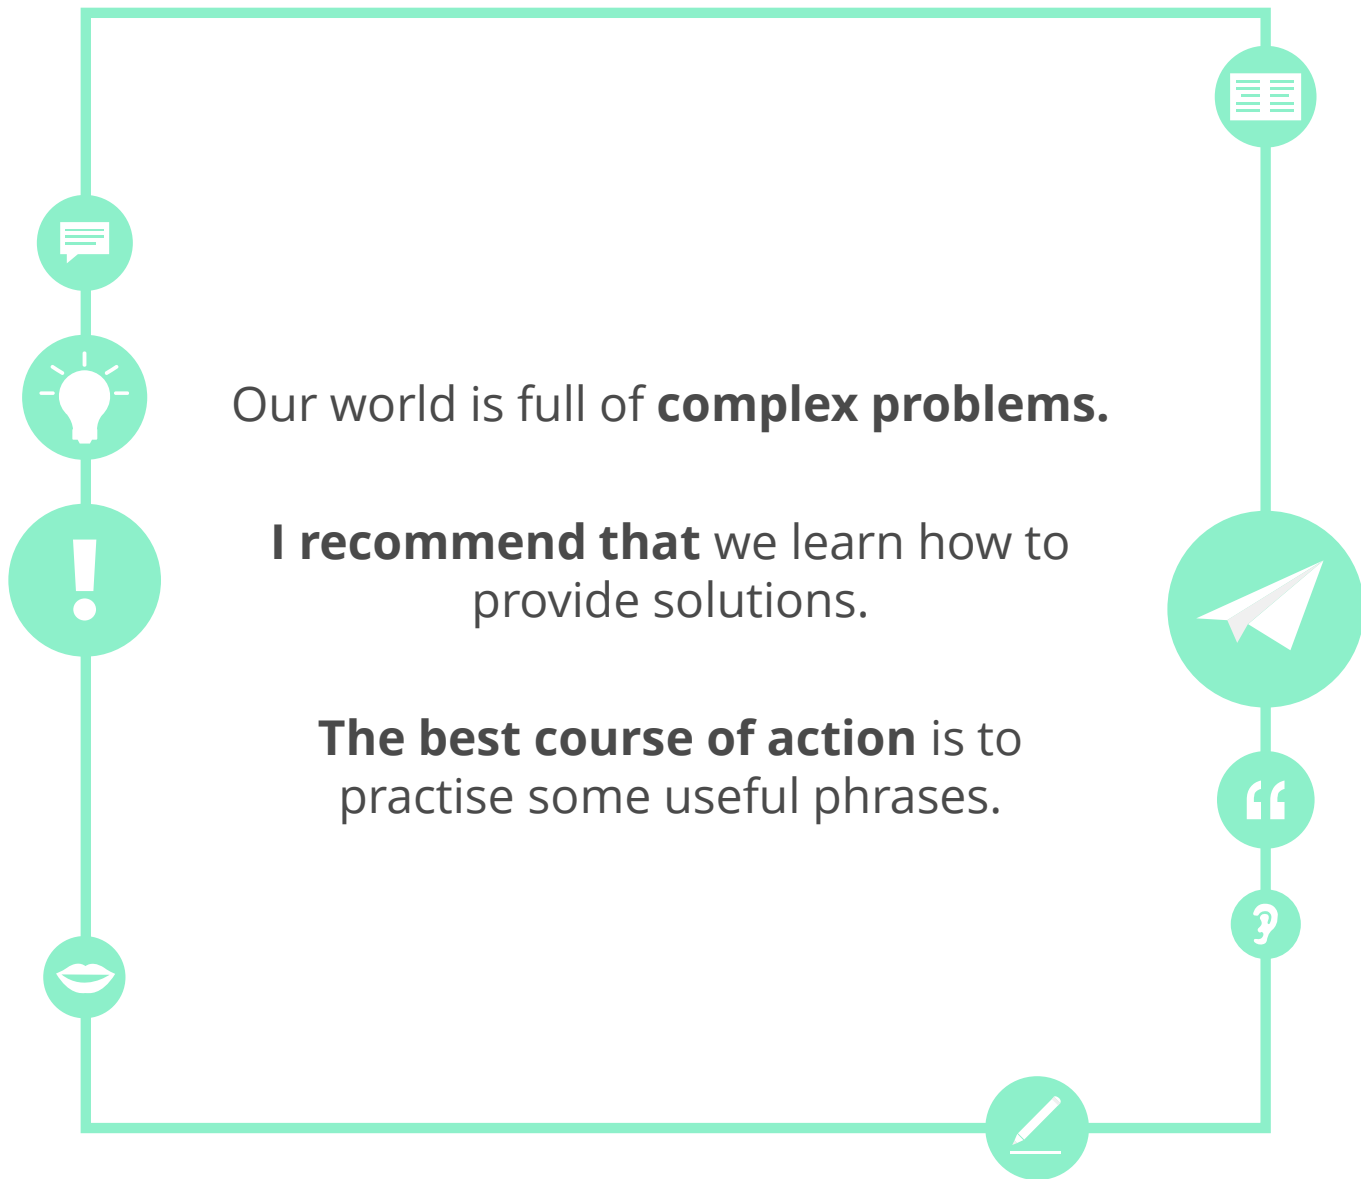 Our world is full of complex problems.
I recommend that we learn how to
provide solutions.
The best course of action is to
practise some useful phrases.